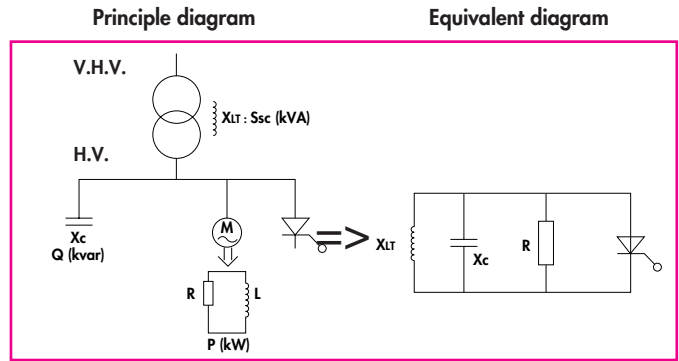 Principle diagram
Equivalent diagram
V.H.V.
XLT : Ssc (kVA)
H.V.
Xc
Q (kvar)
M
R
L
P (kW)
=>
XLT
Xc
R